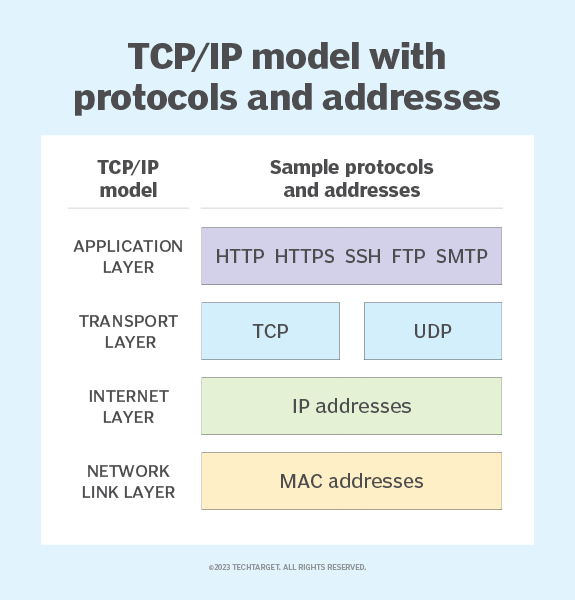 TCP/IP model with
protocols and addresses
TCP/IP
model
Sample protocols
and addresses
APPLICATION
LAYER
HTTP HTTPS SSH FTP SMTP
TRANSPORT
LAYER
TCP
UDP
INTERNET
LAYER
IP addresses
NETWORK
LINK LAYER
MAC addresses
©2023 TECHTARGET. ALL RIGHTS RESERVED.